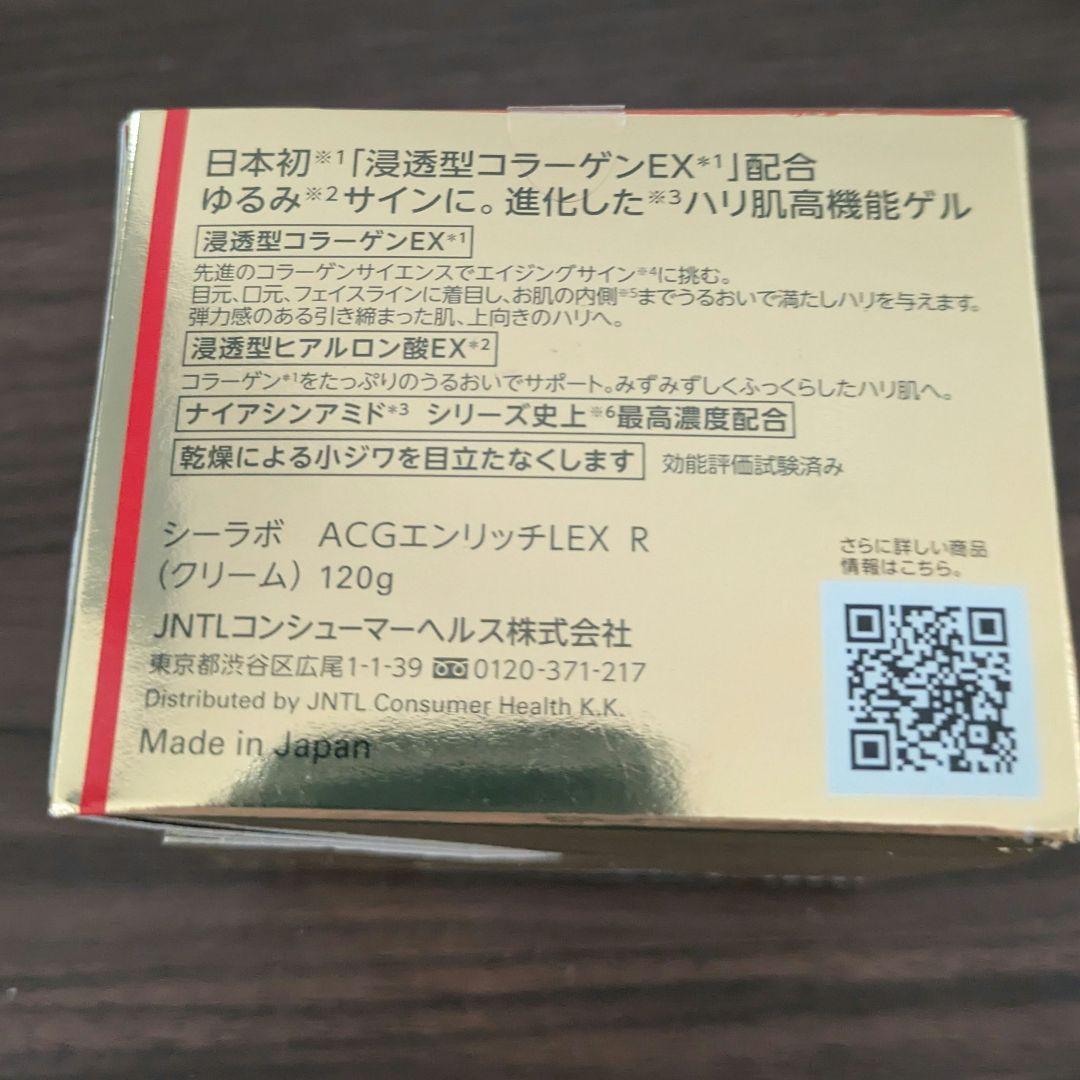 日本初※1「浸透型コラーゲンEX*1」配合
ゆるみ※2サインに。進化した※3ハリ肌高機能ゲル
浸透型コラーゲンEX*1
先進のコラーゲンサイエンスでエイジングサイン※4に挑む。
目元、口元、フェイスラインに着目し、お肌の内側※5までうるおいで満たしハリを与えます。
弾力感のある引き締まった肌、上向きのハリへ。
浸透型ヒアルロン酸EX*2
コラーゲン*1をたっぷりのうるおいでサポート。みずみずしくふっくらしたハリ肌へ。
ナイアシンアミド*3 シリーズ史上※6最高濃度配合
乾燥による小ジワを目立たなくします 効能評価試験済み
シーラボ ACGエンリッチLEX R
(クリーム) 120g
さらに詳しい商品
情報はこちら。
JNTLコンシューマーヘルス株式会社
東京都渋谷区広尾1-1-39 0120-371-217
Distributed by JNTL Consumer Health K.K.
Made in Japan